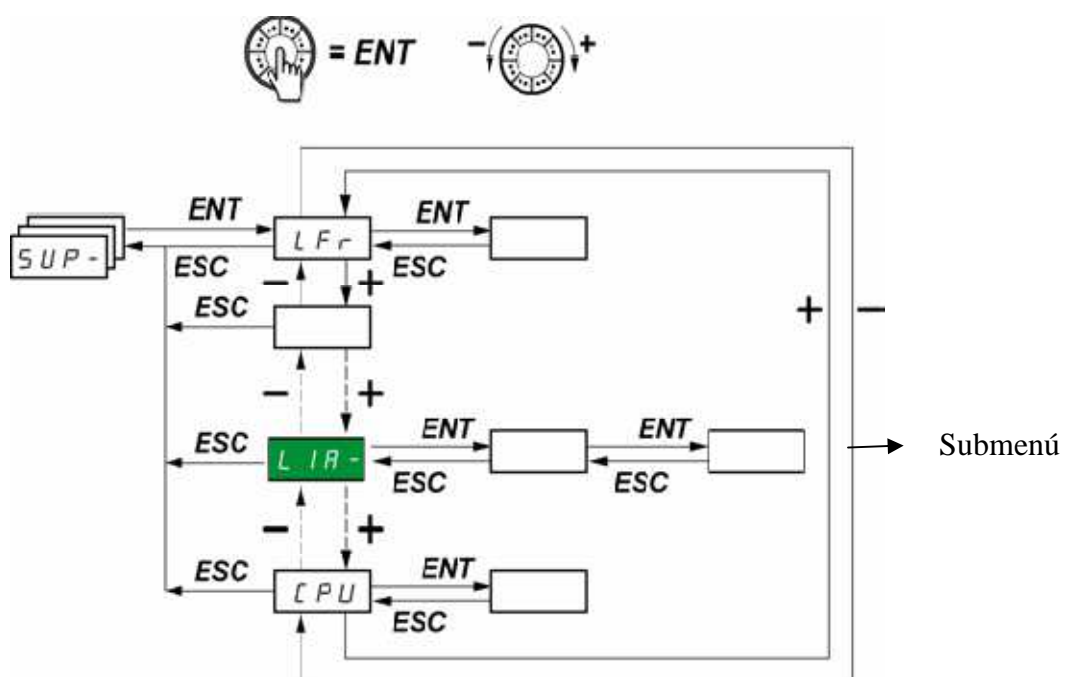 = ENT - +
ENT ENT
SUP- LFr
ESC ESC
- +
ESC + -
- +
ESC LIA- ENT ENT Submenú
ESC ESC
- +
ESC CPU ENT
ESC